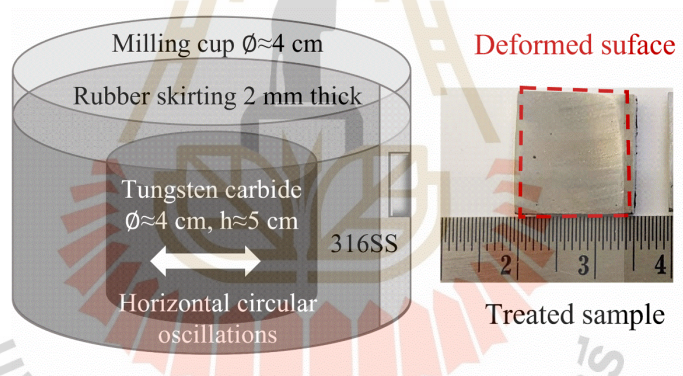 Milling cup Ø≈4 cm
Rubber skirting 2 mm thick
Tungsten carbide
Ø≈4 cm, h≈5 cm
316SS
Horizontal circular
oscillations
Deformed suface
2 3 4
Treated sample